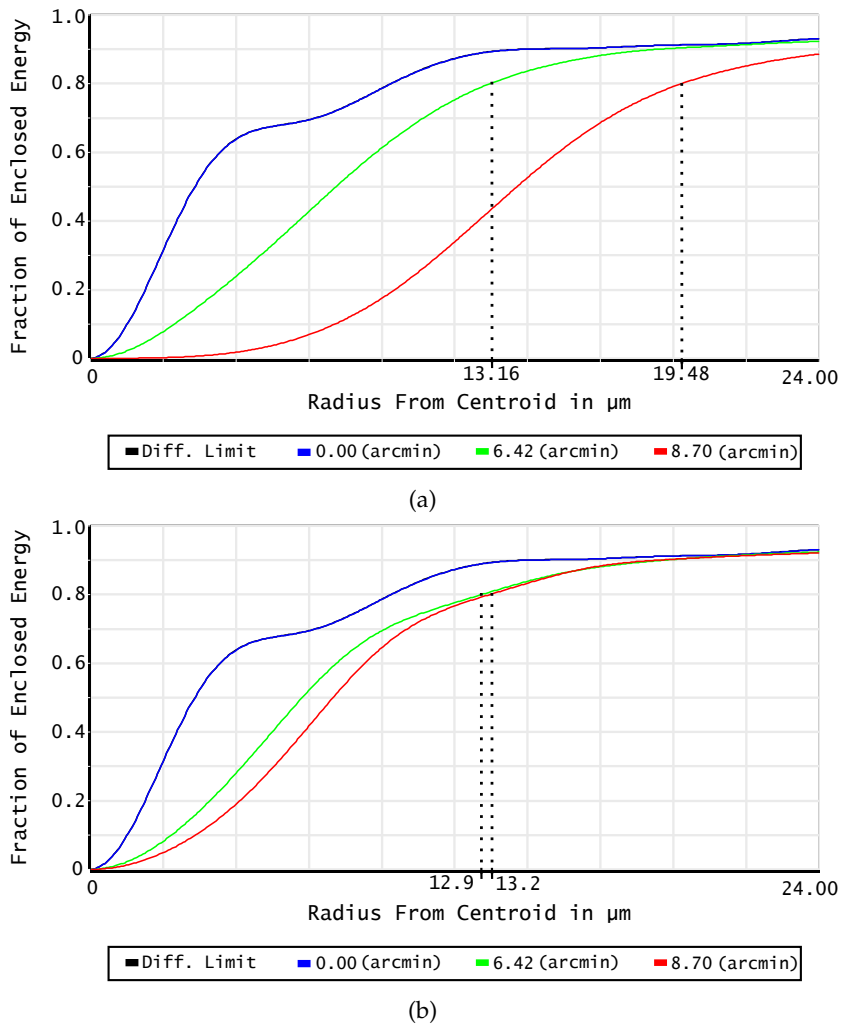 1.0
0.8
0.6
0.4
0.2
0
Fraction of Enclosed Energy
0 13.16 19.48 24.00
Radius From Centroid in µm
Diff. Limit 0.00 (arcmin) 6.42 (arcmin) 8.70 (arcmin)
(a)
1.0
0.8
0.6
0.4
0.2
0
Fraction of Enclosed Energy
0 12.9 13.2 24.00
Radius From Centroid in µm
Diff. Limit 0.00 (arcmin) 6.42 (arcmin) 8.70 (arcmin)
(b)